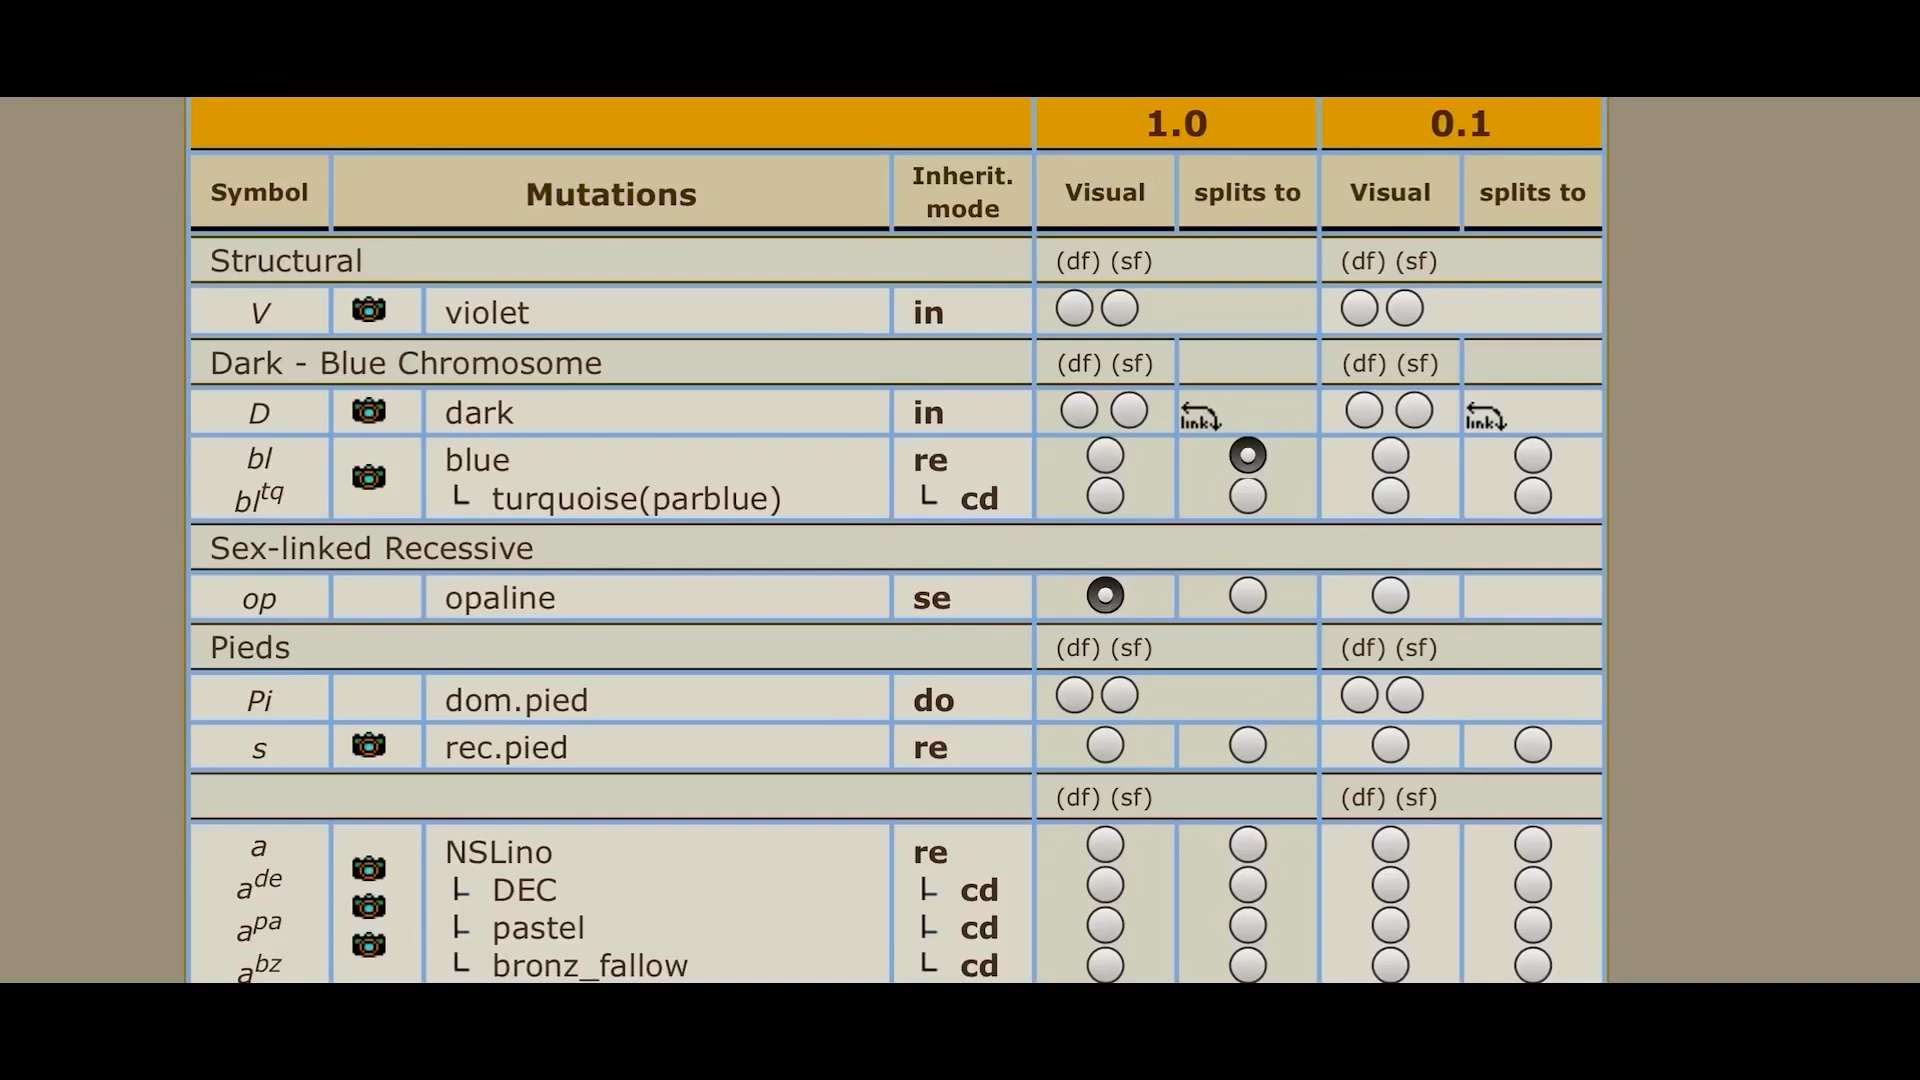 1.0 0.1
Symbol Mutations Inherit. mode Visual splits to Visual splits to
Structural (df) (sf) (df) (sf)
V violet in
Dark - Blue Chromosome (df) (sf) (df) (sf)
D dark in link link
bl blue re
bltq turquoise(parblue) cd
Sex-linked Recessive
op opaline se
Pieds (df) (sf) (df) (sf)
Pi dom.pied do
s rec.pied re
(df) (sf) (df) (sf)
a NSLino re
ade DEC cd
apa pastel cd
abz bronz_fallow cd